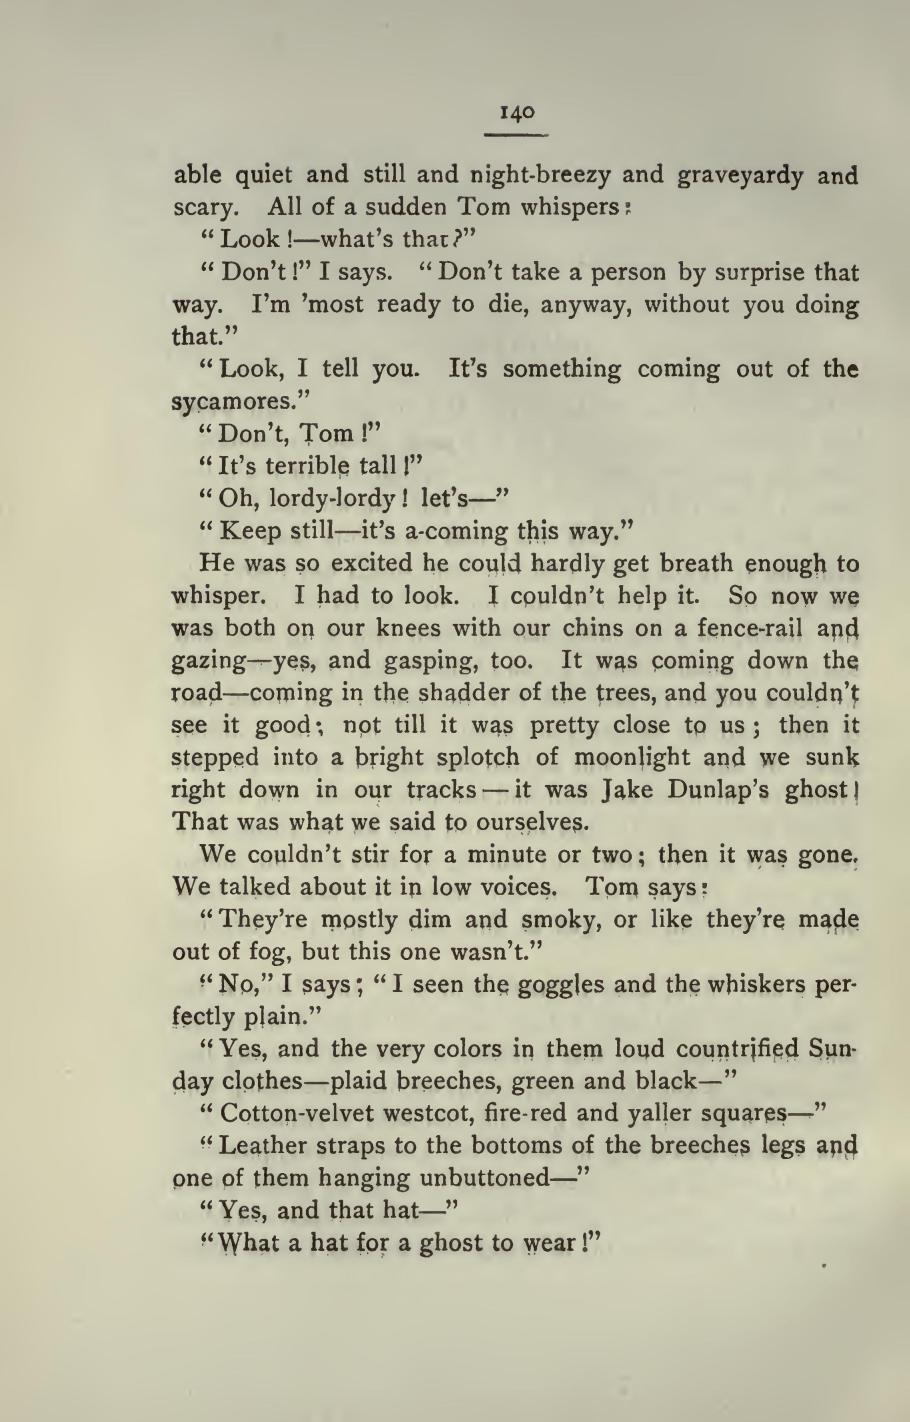 140
able quiet and still and night-breezy and graveyardy and
scary. All of a sudden Tom whispers:
“Look!—what's that?”
“Don't!” I says. “Don't take a person by surprise that
way. I'm 'most ready to die, anyway, without you doing
that.”
“Look, I tell you. It's something coming out of the
sycamores.”
“Don't, Tom!”
“It's terrible tall!”
“Oh, lordy-lordy! let's—”
“Keep still—it's a-coming this way.”
He was so excited he could hardly get breath enough to
whisper. I had to look. I couldn't help it. So now we
was both on our knees with our chins on a fence-rail and
gazing—yes, and gasping, too. It was coming down the
road—coming in the shadder of the trees, and you couldn't
see it good; not till it was pretty close to us; then it
stepped into a bright splotch of moonlight and we sunk
right down in our tracks—it was Jake Dunlap's ghost!
That was what we said to ourselves.
We couldn't stir for a minute or two; then it was gone.
We talked about it in low voices. Tom says:
“They're mostly dim and smoky, or like they're made
out of fog, but this one wasn't.”
“No,” I says; “I seen the goggles and the whiskers per-
fectly plain.”
“Yes, and the very colors in them loud countrified Sun-
day clothes—plaid breeches, green and black—”
“Cotton-velvet westcot, fire-red and yaller squares—”
“Leather straps to the bottoms of the breeches legs and
one of them hanging unbuttoned—”
“Yes, and that hat—”
“What a hat for a ghost to wear!”